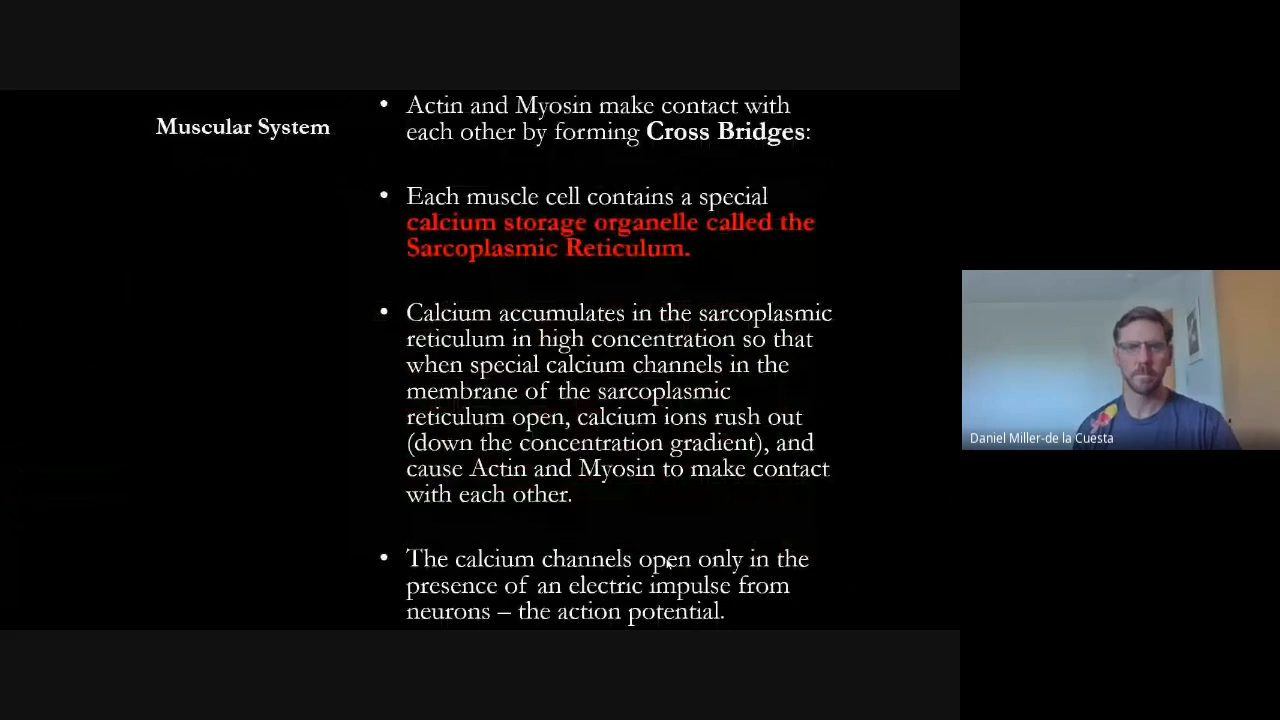 Muscular System
• Actin and Myosin make contact with
each other by forming Cross Bridges:
• Each muscle cell contains a special
calcium storage organelle called the
Sarcoplasmic Reticulum.
• Calcium accumulates in the sarcoplasmic
reticulum in high concentration so that
when special calcium channels in the
membrane of the sarcoplasmic
reticulum open, calcium ions rush out
(down the concentration gradient), and
cause Actin and Myosin to make contact
with each other.
• The calcium channels open only in the
presence of an electric impulse from
neurons – the action potential.
Daniel Miller-de la Cuesta